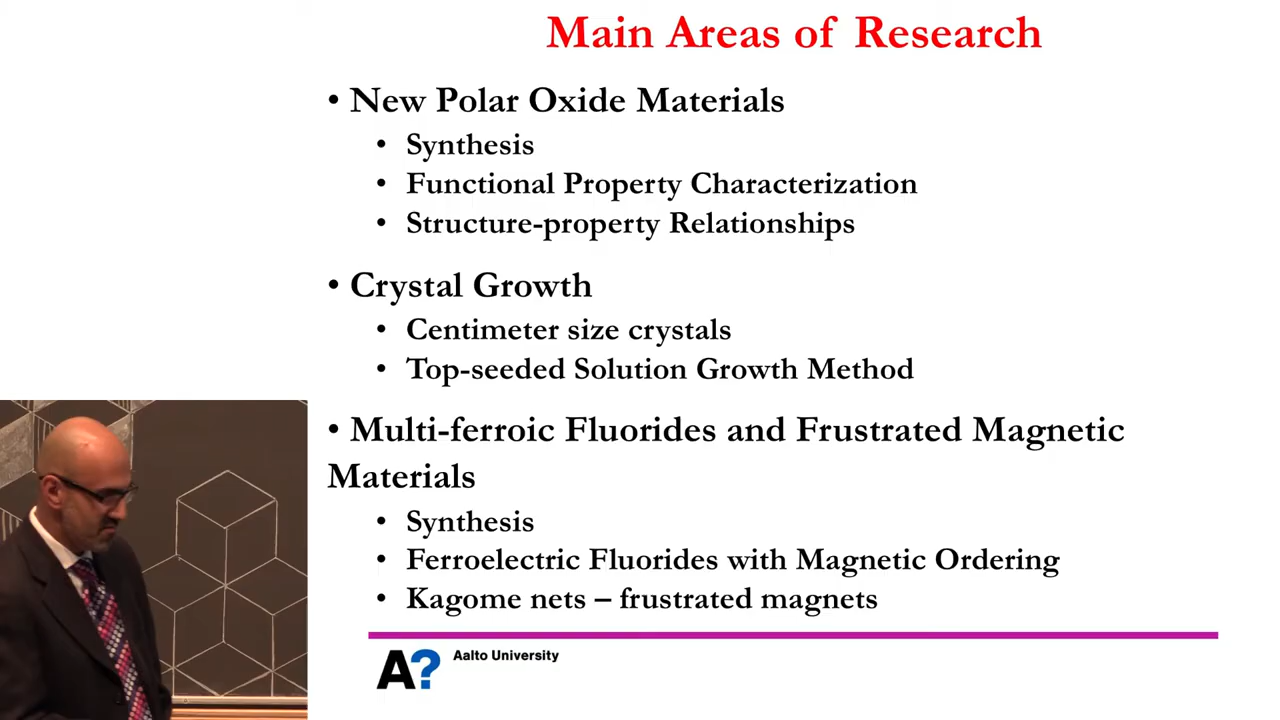 Main Areas of Research
• New Polar Oxide Materials
• Synthesis
• Functional Property Characterization
• Structure-property Relationships
• Crystal Growth
• Centimeter size crystals
• Top-seeded Solution Growth Method
• Multi-ferroic Fluorides and Frustrated Magnetic
Materials
• Synthesis
• Ferroelectric Fluorides with Magnetic Ordering
• Kagome nets – frustrated magnets
A? Aalto University